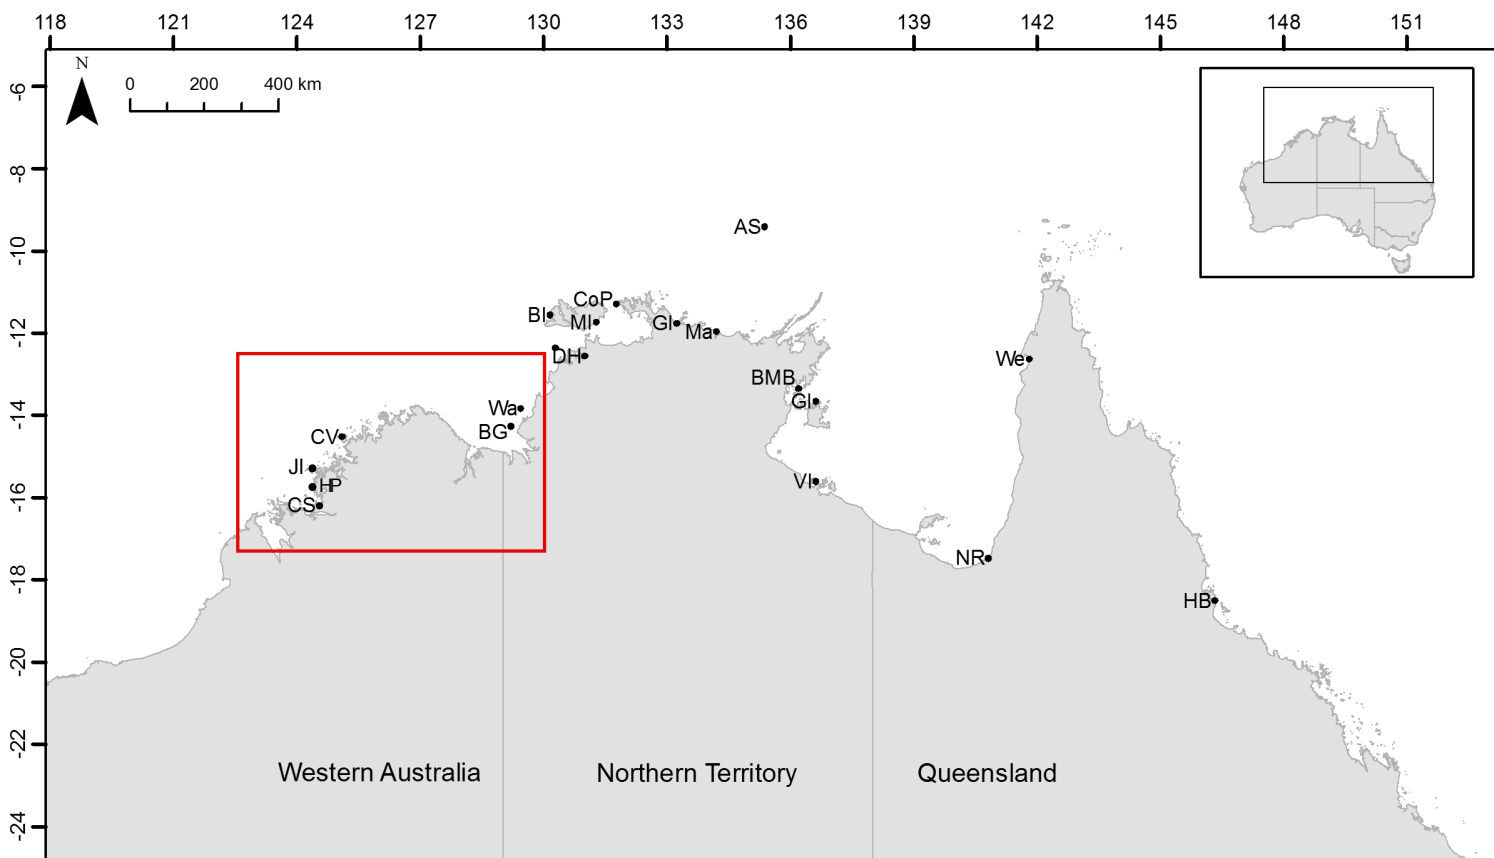 118 121 124 127 130 133 136 139 142 145 148 151
N
0 200 400 km
-6
-8
-10
-12
-14
-16
-18
-20
-22
-24
AS
CoP
BI
MI
GI
Ma
DH
We
BMB
GI
Wa
BG
CV
JI
HP
VI
CS
NR
HB
Western Australia
Northern Territory
Queensland